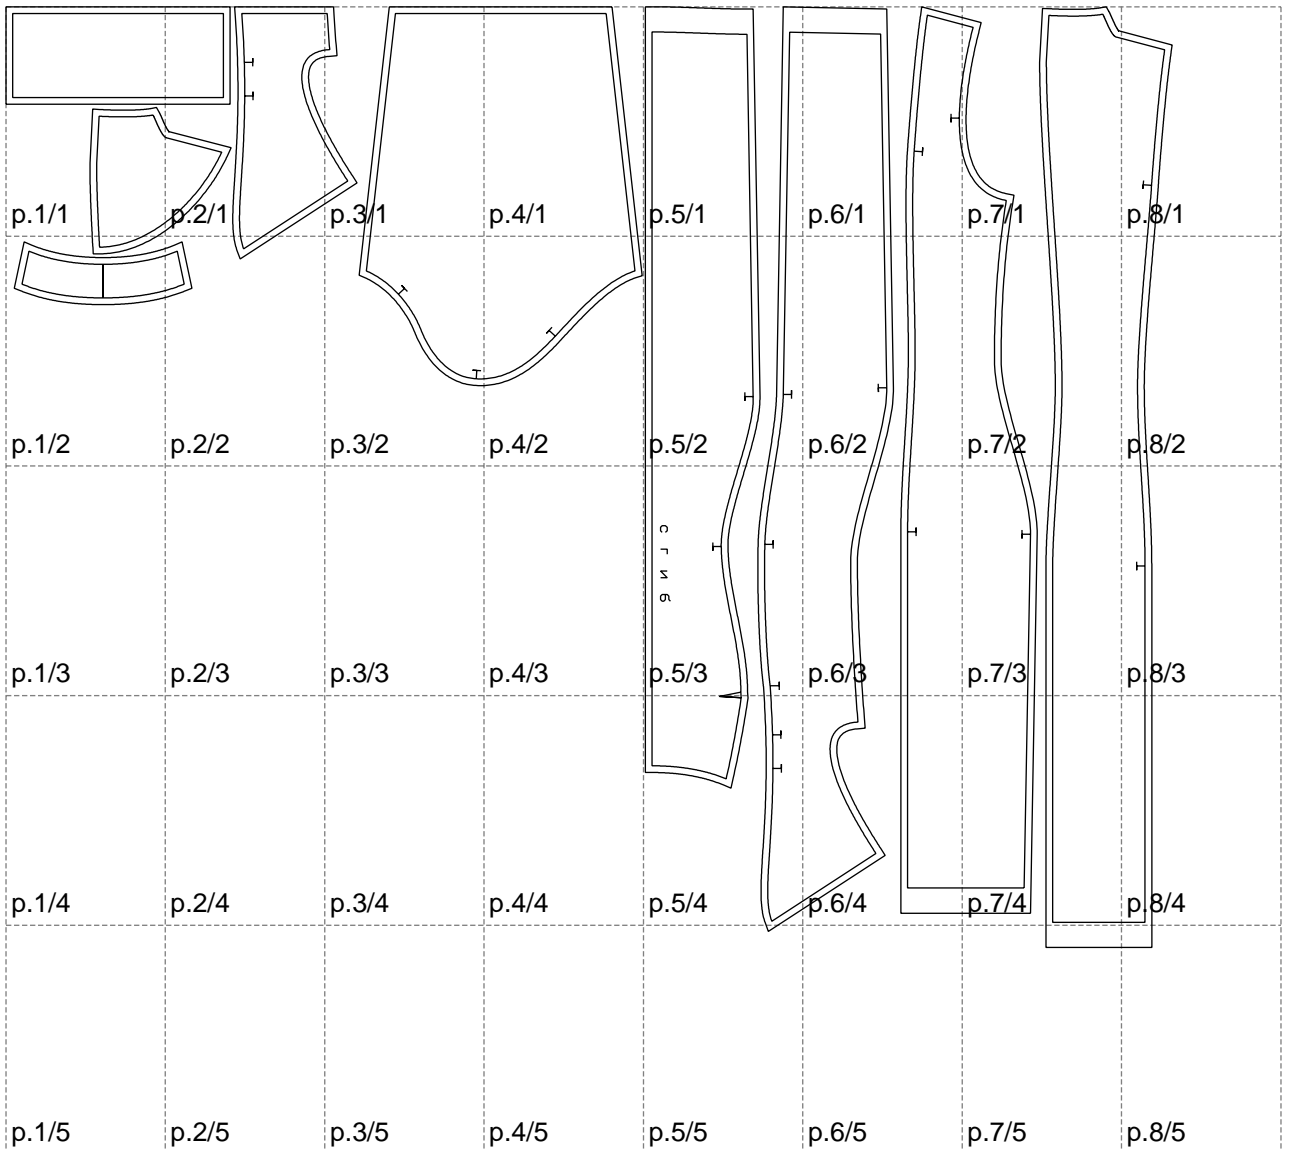 p.1/1 p.2/1 p.3/1 p.4/1 p.5/1 p.6/1 p.7/1 p.8/1
p.1/2 p.2/2 p.3/2 p.4/2 p.5/2 p.6/2 p.7/2 p.8/2
с г и б
p.1/3 p.2/3 p.3/3 p.4/3 p.5/3 p.6/3 p.7/3 p.8/3
p.1/4 p.2/4 p.3/4 p.4/4 p.5/4 p.6/4 p.7/4 p.8/4
p.1/5 p.2/5 p.3/5 p.4/5 p.5/5 p.6/5 p.7/5 p.8/5